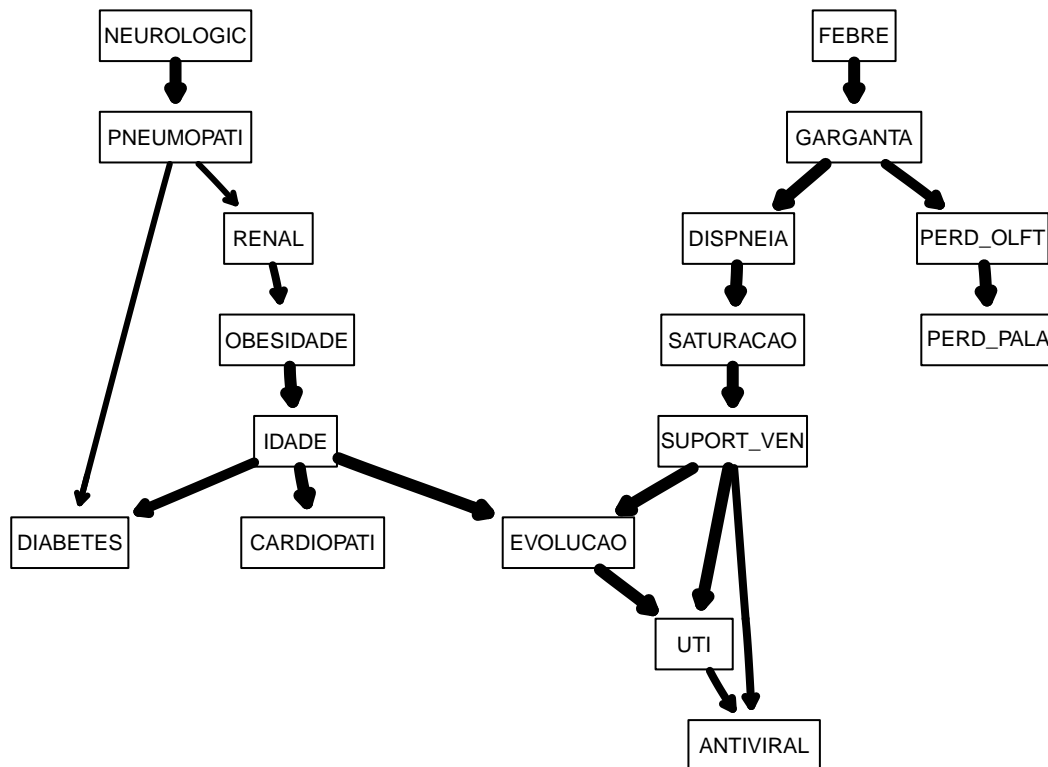 NEUROLOGIC
FEBRE
PNEUMOPATI
GARGANTA
RENAL
DISPNEIA
PERD_OLFT
OBESIDADE
SATURACAO
PERD_PALA
IDADE
SUPORT_VEN
DIABETES
CARDIOPATI
EVOLUCAO
UTI
ANTIVIRAL